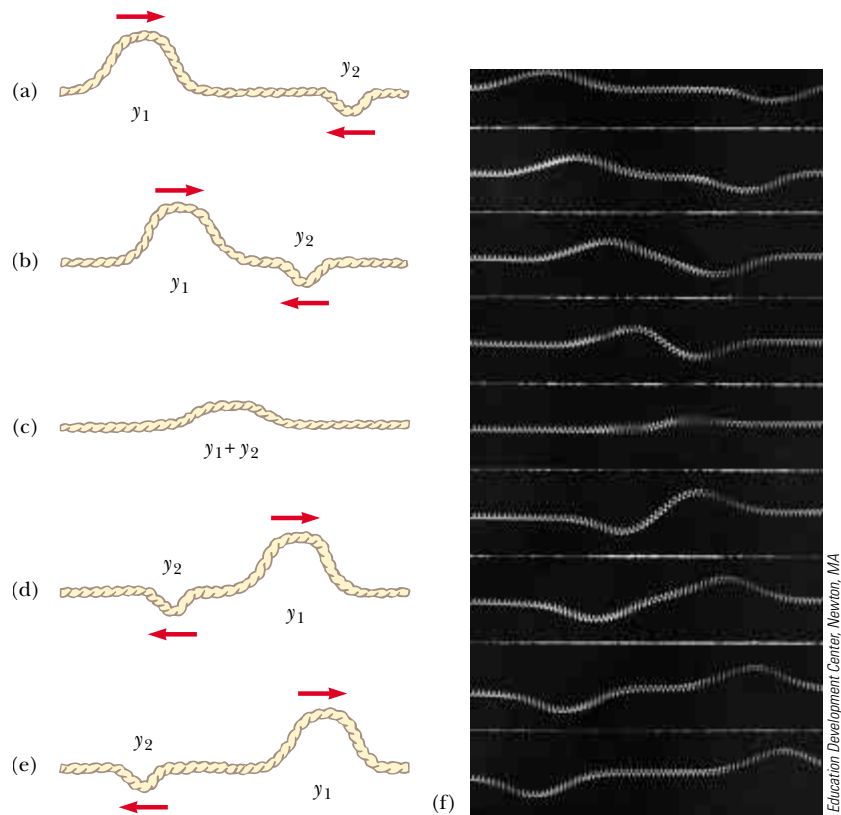 (a)
y1
y2
(b)
y1
y2
(c)
y1 + y2
(d)
y2
y1
(e)
y2
y1
(f)
Education Development Center, Newton, MA